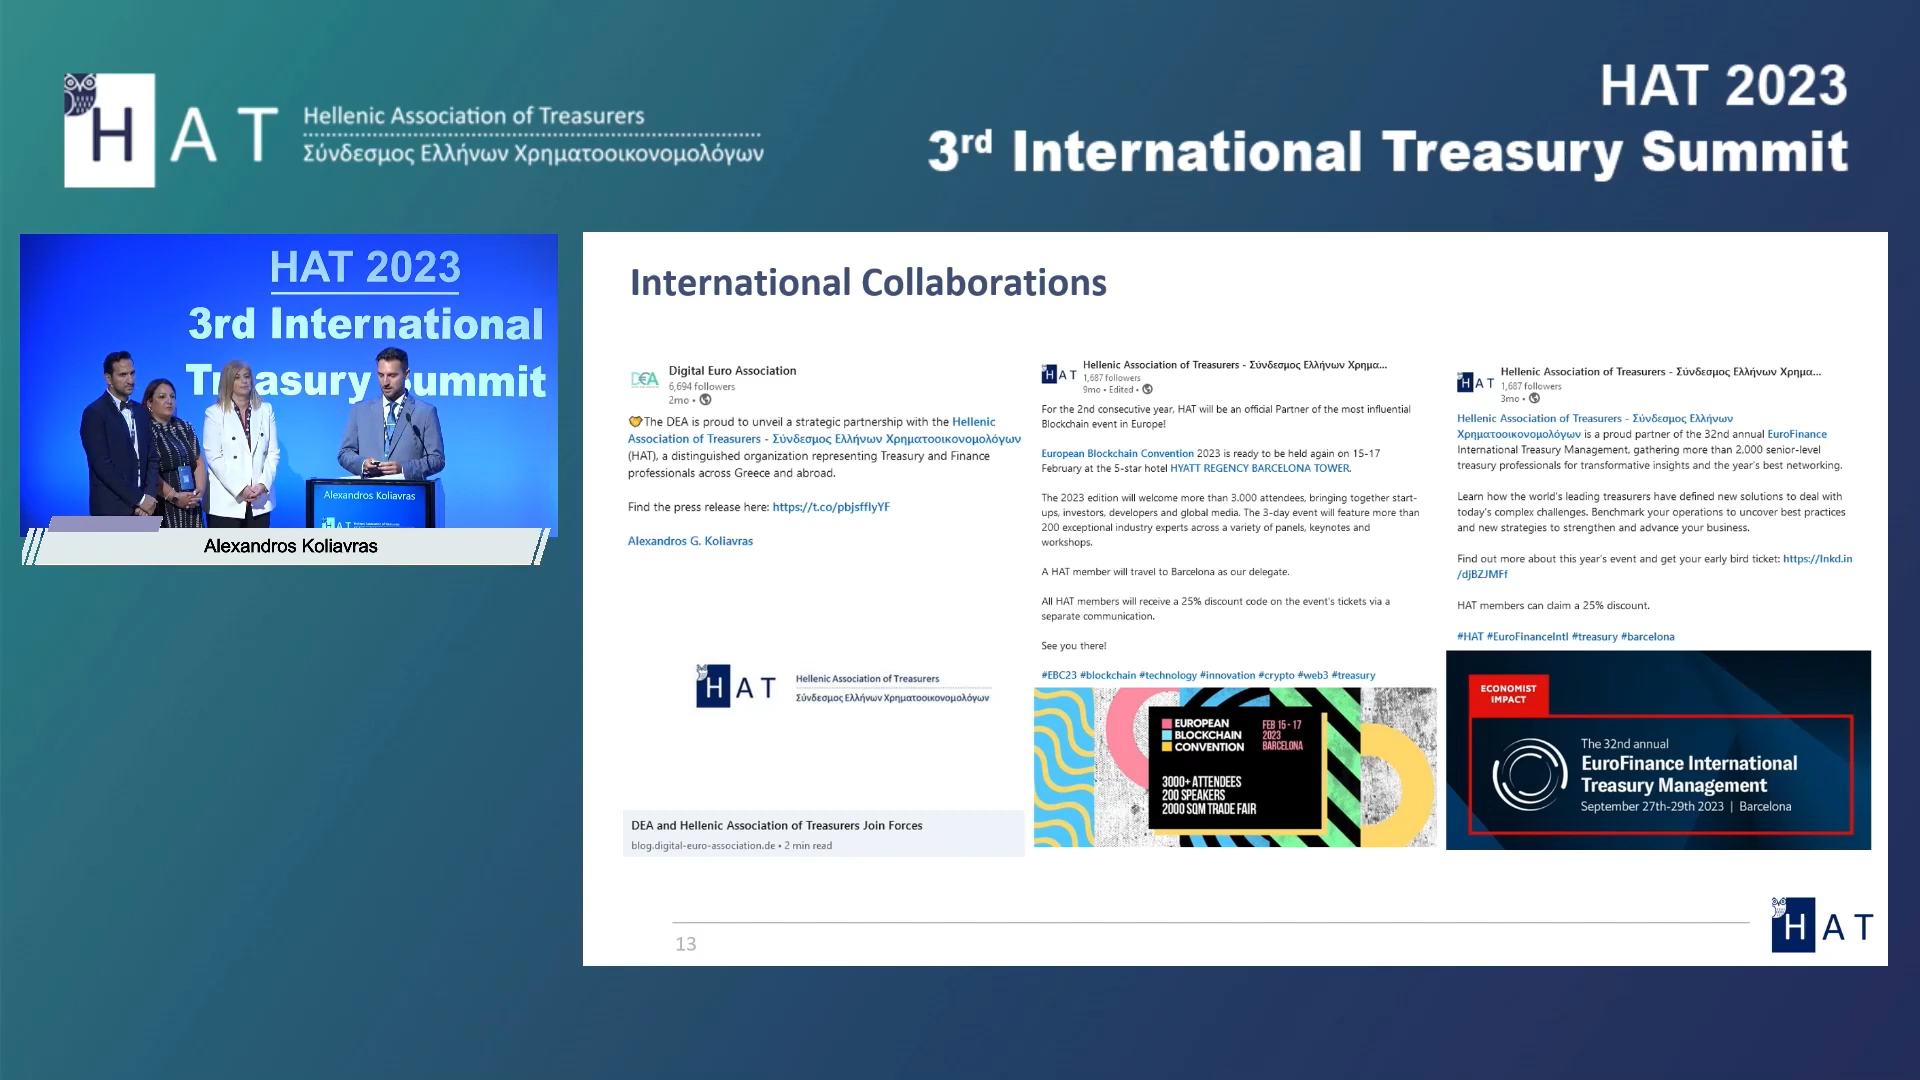 HAT
Hellenic Association of Treasurers
Σύνδεσμος Ελλήνων Χρηματοοικονομολόγων
HAT 2023
3rd International Treasury Summit
HAT 2023
3rd International
Treasury Summit
Alexandros Koliavras
Alexandros Koliavras
International Collaborations
DEA
Digital Euro Association
6,694 followers
2mo •
The DEA is proud to unveil a strategic partnership with the Hellenic
Association of Treasurers - Σύνδεσμος Ελλήνων Χρηματοοικονομολόγων
(HAT), a distinguished organization representing Treasury and Finance
professionals across Greece and abroad.
Find the press release here: https://t.co/pbjsfflyYF
Alexandros G. Koliavras
HAT
Hellenic Association of Treasurers
Σύνδεσμος Ελλήνων Χρηματοοικονομολόγων
DEA and Hellenic Association of Treasurers Join Forces
blog.digital-euro-association.de • 2 min read
HAT
Hellenic Association of Treasurers - Σύνδεσμος Ελλήνων Χρημα...
1,687 followers
9mo • Edited •
For the 2nd consecutive year, HAT will be an official Partner of the most influential
Blockchain event in Europe!
European Blockchain Convention 2023 is ready to be held again on 15-17
February at the 5-star hotel HYATT REGENCY BARCELONA TOWER.
The 2023 edition will welcome more than 3.000 attendees, bringing together start-
ups, investors, developers and global media. The 3-day event will feature more than
200 exceptional industry experts across a variety of panels, keynotes and
workshops.
A HAT member will travel to Barcelona as our delegate.
All HAT members will receive a 25% discount code on the event's tickets via a
separate communication.
See you there!
#EBC23 #blockchain #technology #innovation #crypto #web3 #treasury
EUROPEAN
BLOCKCHAIN
CONVENTION
FEB 15 - 17
2023
BARCELONA
3000+ ATTENDEES
200 SPEAKERS
2000 SQM TRADE FAIR
HAT
Hellenic Association of Treasurers - Σύνδεσμος Ελλήνων Χρημα...
1,687 followers
3mo •
Hellenic Association of Treasurers - Σύνδεσμος Ελλήνων
Χρηματοοικονομολόγων is a proud partner of the 32nd annual EuroFinance
International Treasury Management, gathering more than 2,000 senior-level
treasury professionals for transformative insights and the year's best networking.
Learn how the world's leading treasurers have defined new solutions to deal with
today's complex challenges. Benchmark your operations to uncover best practices
and new strategies to strengthen and advance your business.
Find out more about this year's event and get your early bird ticket: https://lnkd.in
/djBZJMFf
HAT members can claim a 25% discount.
#HAT #EuroFinanceIntl #treasury #barcelona
ECONOMIST
IMPACT
The 32nd annual
EuroFinance International
Treasury Management
September 27th-29th 2023 | Barcelona
13
HAT